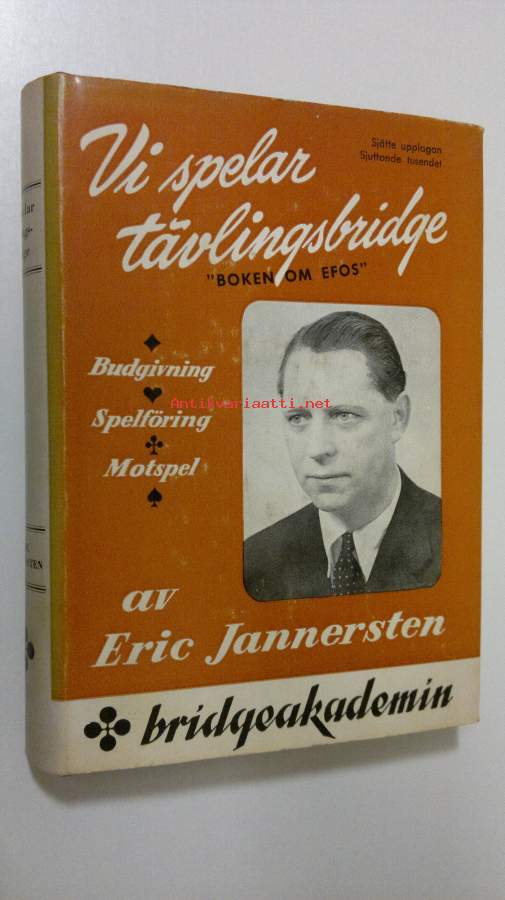 Vi spelar
tävlingsbridge
Sjätte upplagan
Sjuttonde tusendet
"BOKEN OM EFOS"
Budgivning
Spelföring
Motspel
Antikvariaatti.net
av
Eric Jannersten
bridgeakademin